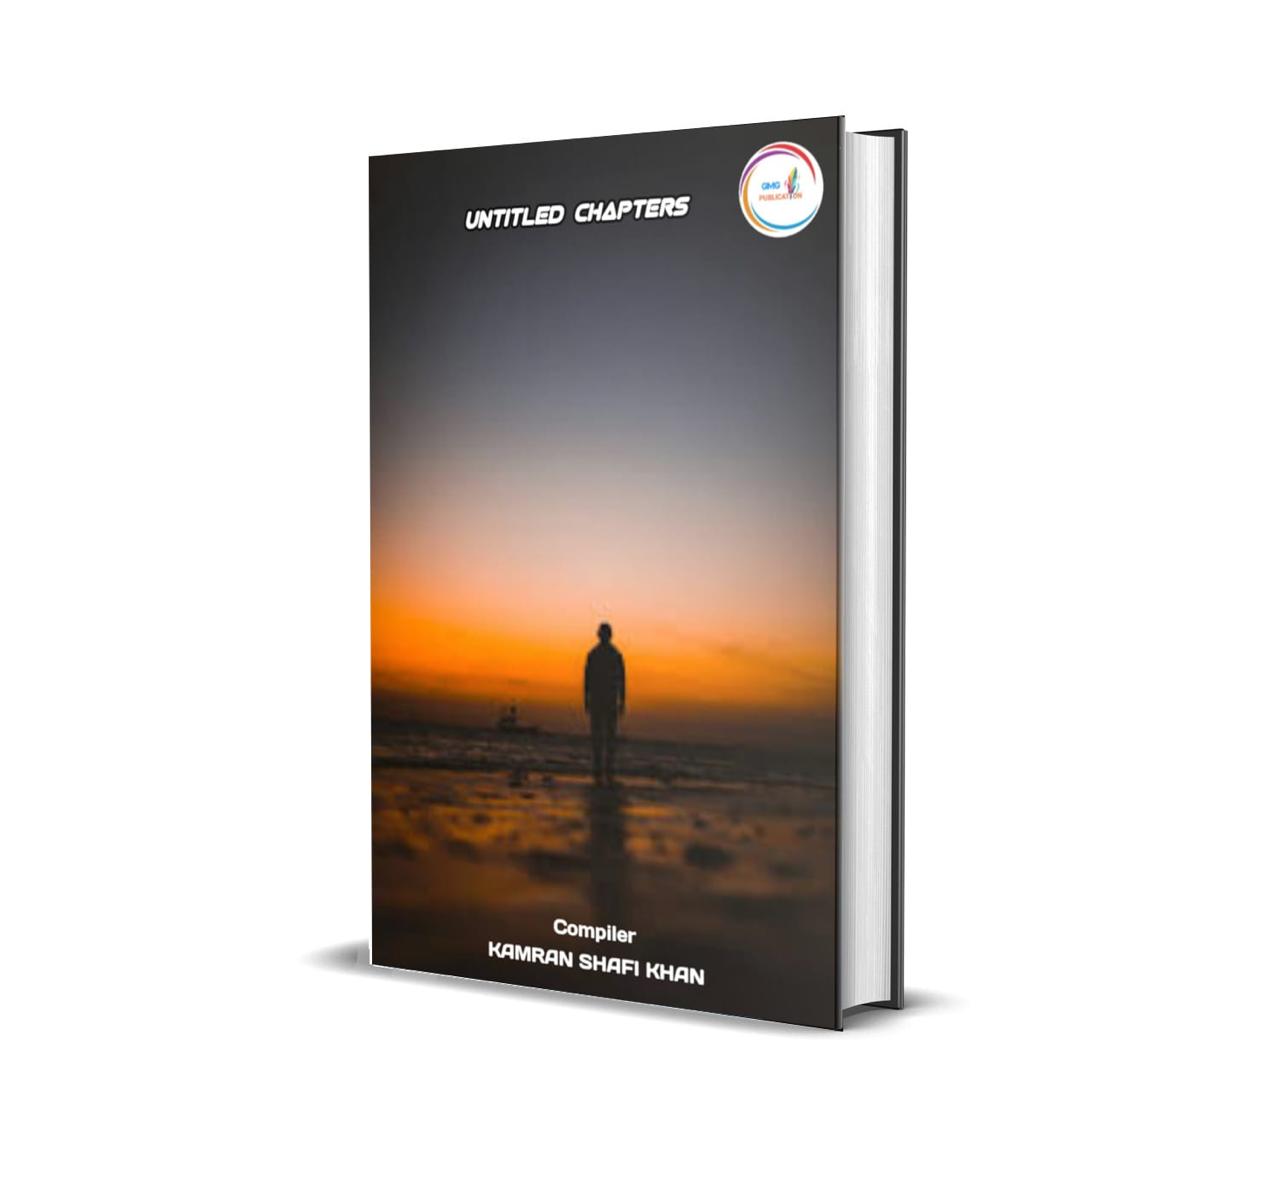 UNTITLED CHAPTERS
GMG
PUBLICATION
Compiler
KAMRAN SHAFI KHAN